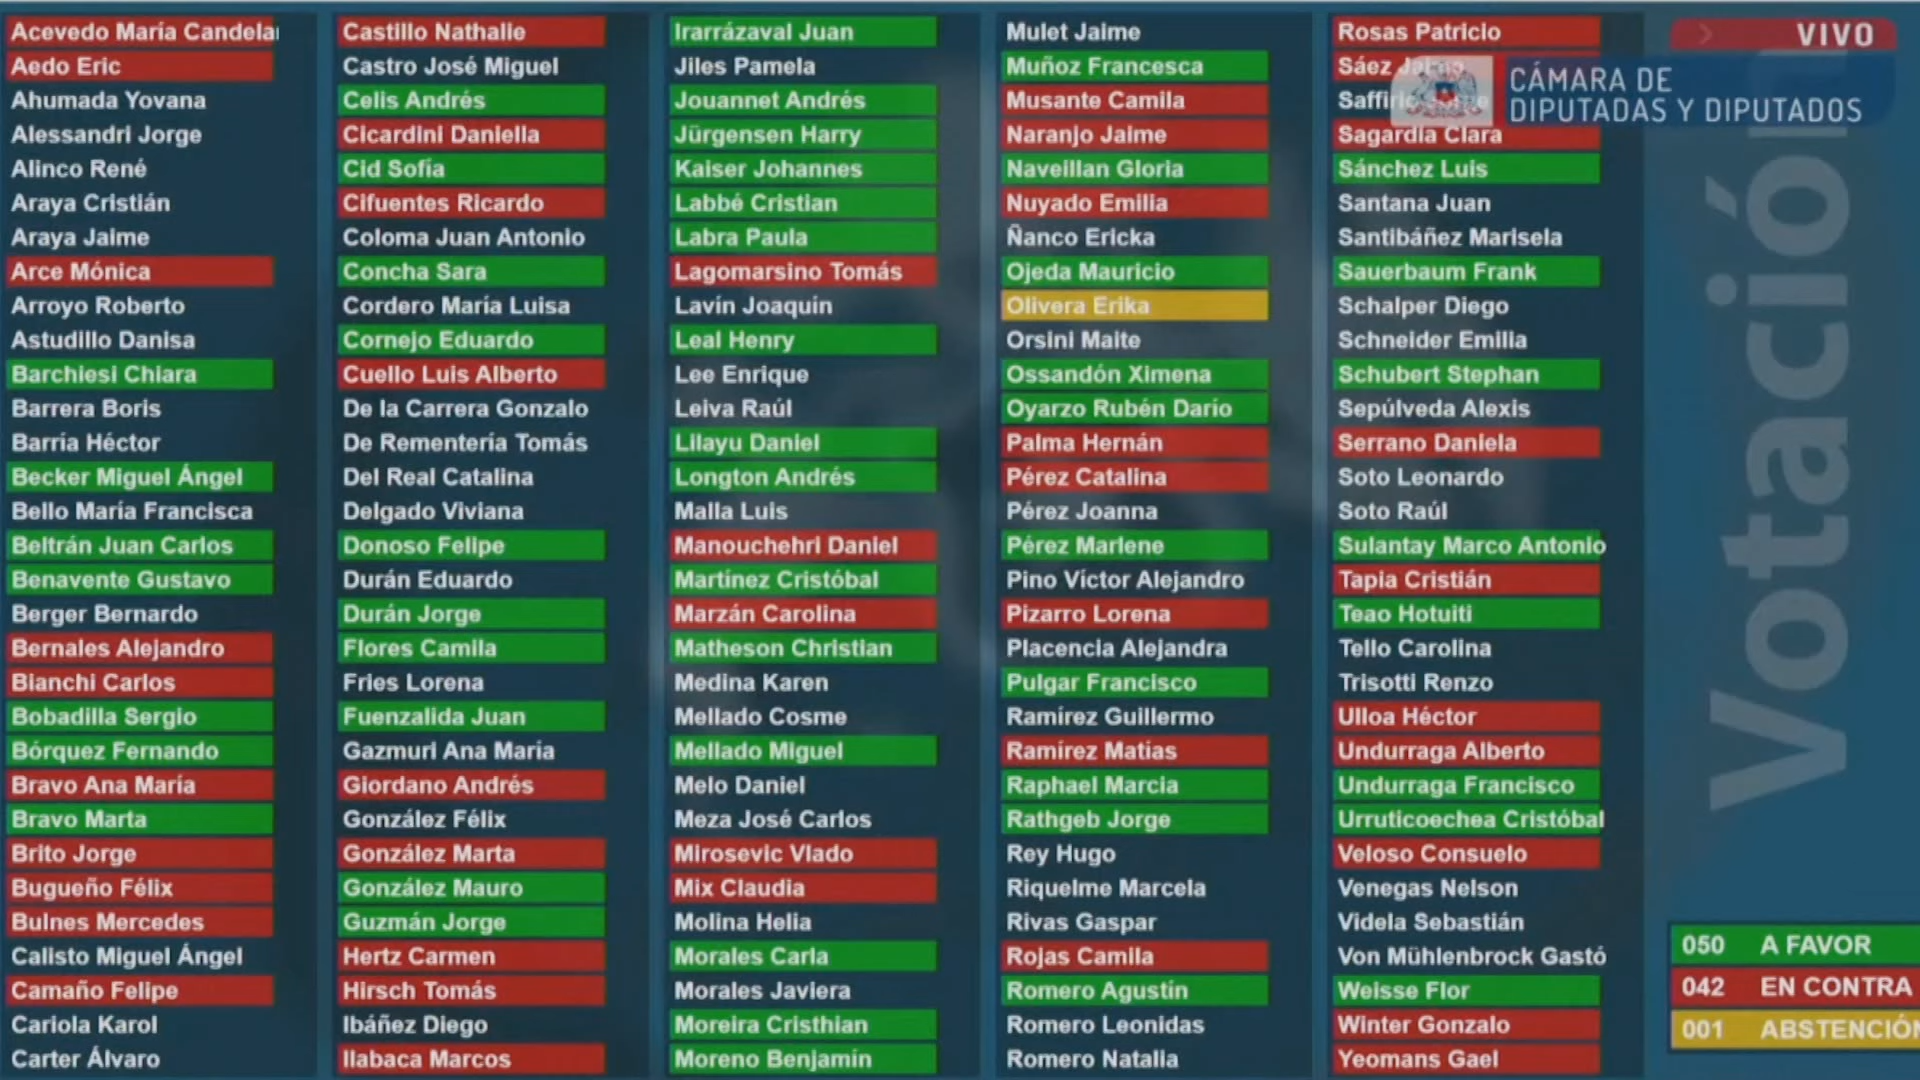 Acevedo María Candela
Aedo Eric
Ahumada Yovana
Alessandri Jorge
Alinco René
Araya Cristián
Araya Jaime
Arce Mónica
Arroyo Roberto
Astudillo Danisa
Barchiesi Chiara
Barrera Boris
Barría Héctor
Becker Miguel Ángel
Bello María Francisca
Beltrán Juan Carlos
Benavente Gustavo
Berger Bernardo
Bernales Alejandro
Bianchi Carlos
Bobadilla Sergio
Bórquez Fernando
Bravo Ana María
Bravo Marta
Brito Jorge
Bugueño Félix
Bulnes Mercedes
Calisto Miguel Ángel
Camaño Felipe
Cariola Karol
Carter Álvaro
Castillo Nathalie
Castro José Miguel
Celis Andrés
Cicardini Daniella
Cid Sofía
Cifuentes Ricardo
Coloma Juan Antonio
Concha Sara
Cordero María Luisa
Cornejo Eduardo
Cuello Luis Alberto
De la Carrera Gonzalo
De Rementería Tomás
Del Real Catalina
Delgado Viviana
Donoso Felipe
Durán Eduardo
Durán Jorge
Flores Camila
Fries Lorena
Fuenzalida Juan
Gazmuri Ana María
Giordano Andrés
González Félix
González Marta
González Mauro
Guzmán Jorge
Hertz Carmen
Hirsch Tomás
Ibáñez Diego
Ilabaca Marcos
Irarrázaval Juan
Jiles Pamela
Jouannet Andrés
Jürgensen Harry
Kaiser Johannes
Labbé Cristian
Labra Paula
Lagomarsino Tomás
Lavín Joaquín
Leal Henry
Lee Enrique
Leiva Raúl
Lilayu Daniel
Longton Andrés
Malla Luis
Manouchehri Daniel
Martínez Cristóbal
Marzán Carolina
Matheson Christian
Medina Karen
Mellado Cosme
Mellado Miguel
Melo Daniel
Meza José Carlos
Mirosevic Vlado
Mix Claudia
Molina Helia
Morales Carla
Morales Javiera
Moreira Cristhian
Moreno Benjamín
Mulet Jaime
Muñoz Francesca
Musante Camila
Naranjo Jaime
Naveillan Gloria
Nuyado Emilia
Ñanco Ericka
Ojeda Mauricio
Olivera Erika
Orsini Maite
Ossandón Ximena
Oyarzo Rubén Darío
Palma Hernán
Pérez Catalina
Pérez Joanna
Pérez Marlene
Pino Víctor Alejandro
Pizarro Lorena
Placencia Alejandra
Pulgar Francisco
Ramírez Guillermo
Ramírez Matías
Raphael Marcia
Rathgeb Jorge
Rey Hugo
Riquelme Marcela
Rivas Gaspar
Rojas Camila
Romero Agustín
Romero Leonidas
Romero Natalia
Rosas Patricio
Sáez
Saffirio
Sagardia Clara
Sánchez Luis
Santana Juan
Santibáñez Marisela
Sauerbaum Frank
Schalper Diego
Schneider Emilia
Schubert Stephan
Sepúlveda Alexis
Serrano Daniela
Soto Leonardo
Soto Raúl
Sulantay Marco Antonio
Tapia Cristián
Teao Hotuiti
Tello Carolina
Trisotti Renzo
Ulloa Héctor
Undurraga Alberto
Undurraga Francisco
Urruticoechea Cristóbal
Veloso Consuelo
Venegas Nelson
Videla Sebastián
Von Mühlenbrock Gastó
Weisse Flor
Winter Gonzalo
Yeomans Gael
VIVO
CÁMARA DE
DIPUTADAS Y DIPUTADOS
Votación
050 A FAVOR
042 EN CONTRA
001 ABSTENCIÓN